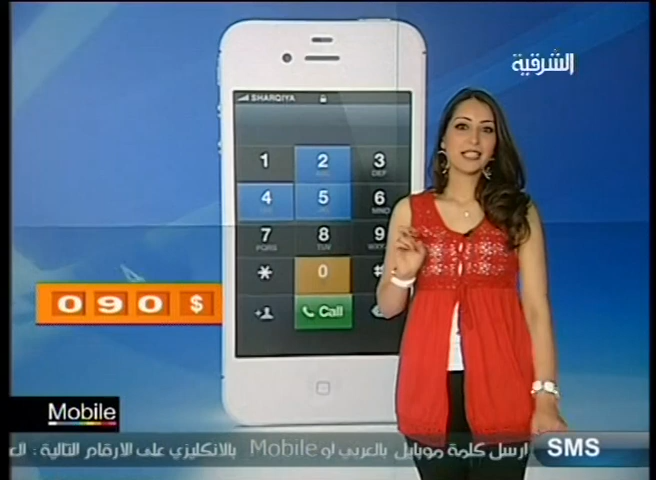 الشرقية
SHARQIYA
1
2 ABC
3 DEF
4
5
6 MNO
7 PQRS
8 TUV
9
*
0
#
Call
090 $
Mobile
ارسل كلمة موبايل بالعربي او Mobile بالانكليزي على الارقام التالية :
SMS